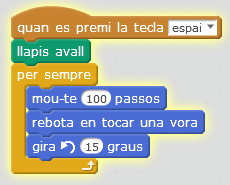 quan es premi la tecla espai
llapis avall
per sempre
mou-te 100 passos
rebota en tocar una vora
gira 15 graus